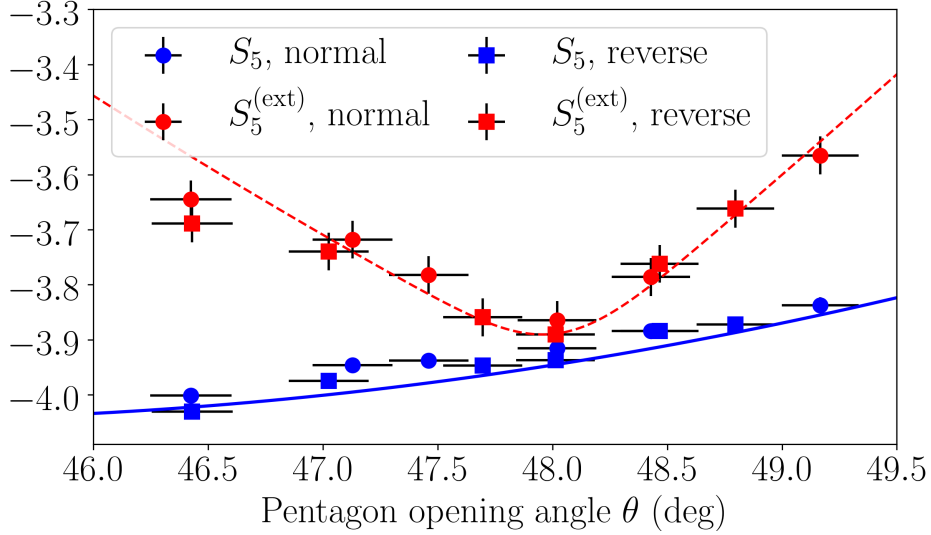 −3.3
−3.4
−3.5
−3.6
−3.7
−3.8
−3.9
−4.0
S₅, normal
S₅, reverse
S₅⁽ᵉˣᵗ⁾, normal
S₅⁽ᵉˣᵗ⁾, reverse
46.0 46.5 47.0 47.5 48.0 48.5 49.0 49.5
Pentagon opening angle θ (deg)